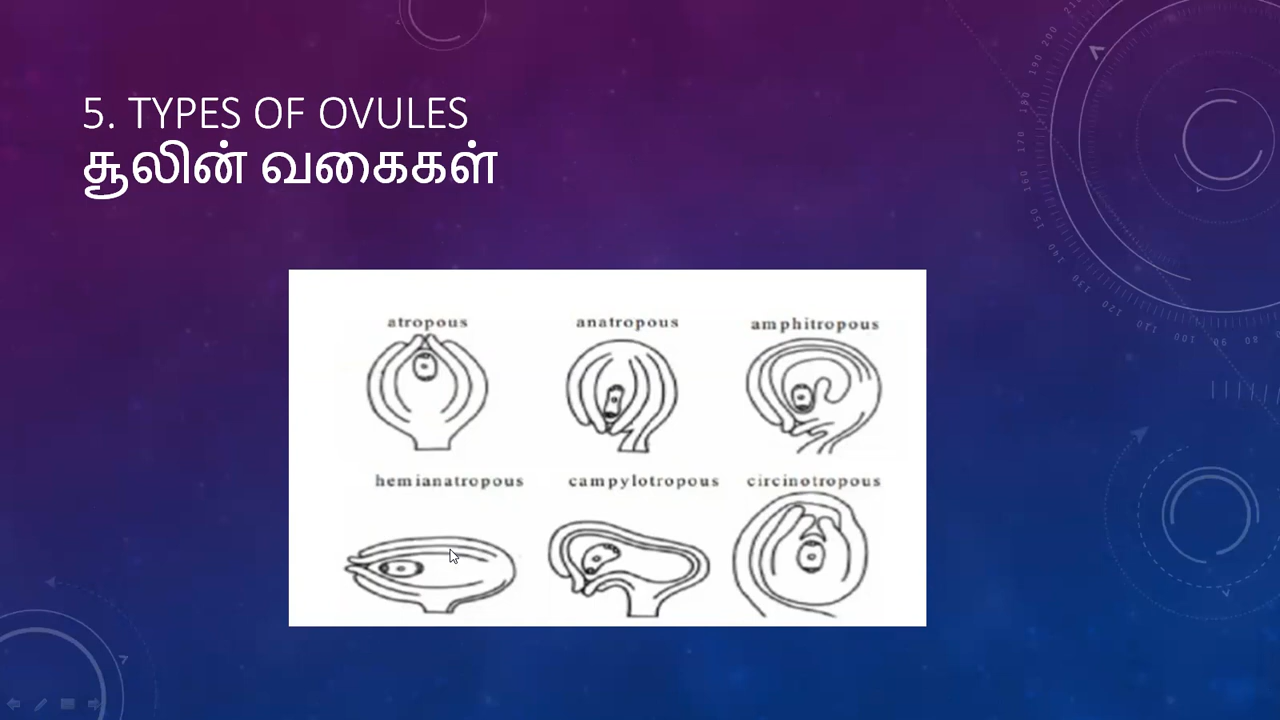 5. TYPES OF OVULES
சூலின் வகைகள்
atropous anatropous amphitropous
hemianatropous campylotropous circinotropous